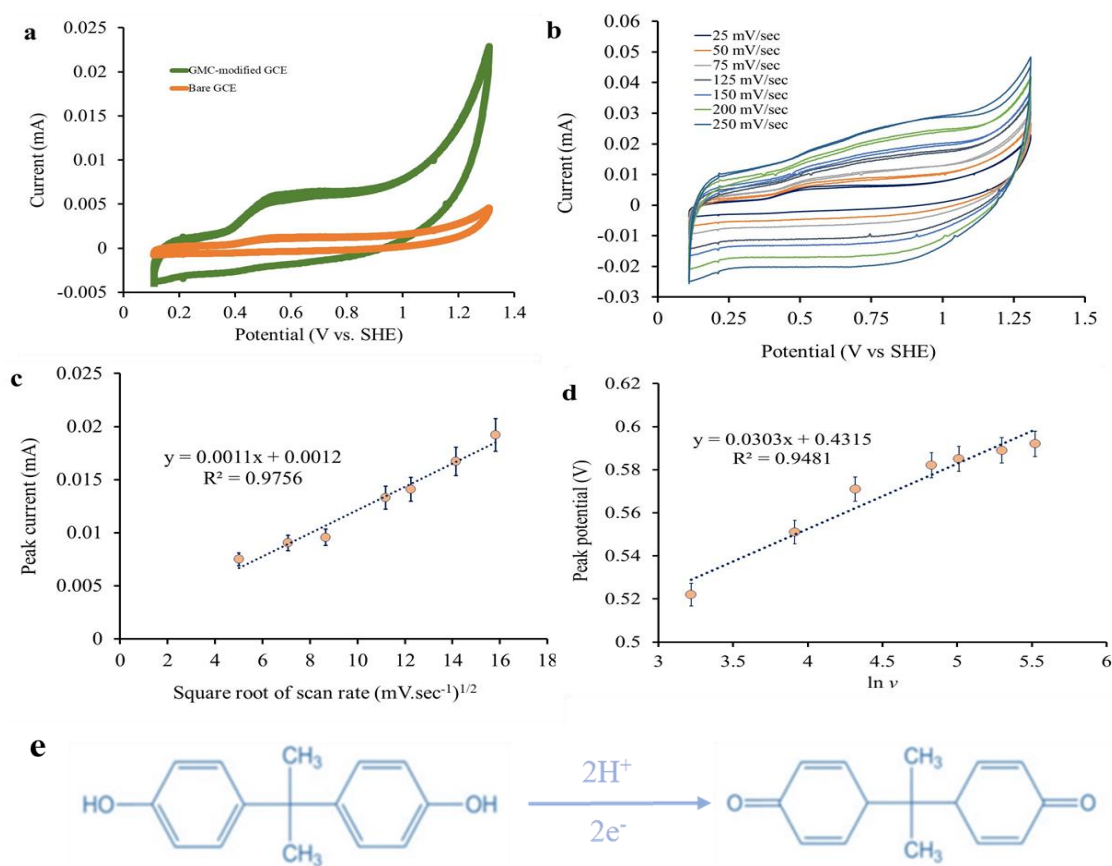 a
0.025
0.02
0.015
0.01
0.005
0
-0.005
Current (mA)
GMC-modified GCE
Bare GCE
0 0.2 0.4 0.6 0.8 1 1.2 1.4
Potential (V vs. SHE)
b
0.06
0.05
0.04
0.03
0.02
0.01
0
-0.01
-0.02
-0.03
Current (mA)
25 mV/sec
50 mV/sec
75 mV/sec
125 mV/sec
150 mV/sec
200 mV/sec
250 mV/sec
0 0.25 0.5 0.75 1 1.25 1.5
Potential (V vs SHE)
c
0.025
0.02
0.015
0.01
0.005
0
Peak current (mA)
y = 0.0011x + 0.0012
R² = 0.9756
0 2 4 6 8 10 12 14 16 18
Square root of scan rate (mV.sec⁻¹)¹/²
d
0.62
0.6
0.58
0.56
0.54
0.52
0.5
Peak potential (V)
y = 0.0303x + 0.4315
R² = 0.9481
3 3.5 4 4.5 5 5.5 6
ln v
e
CH₃
HO
OH
CH₃
2H⁺
2e⁻
CH₃
O
O
CH₃